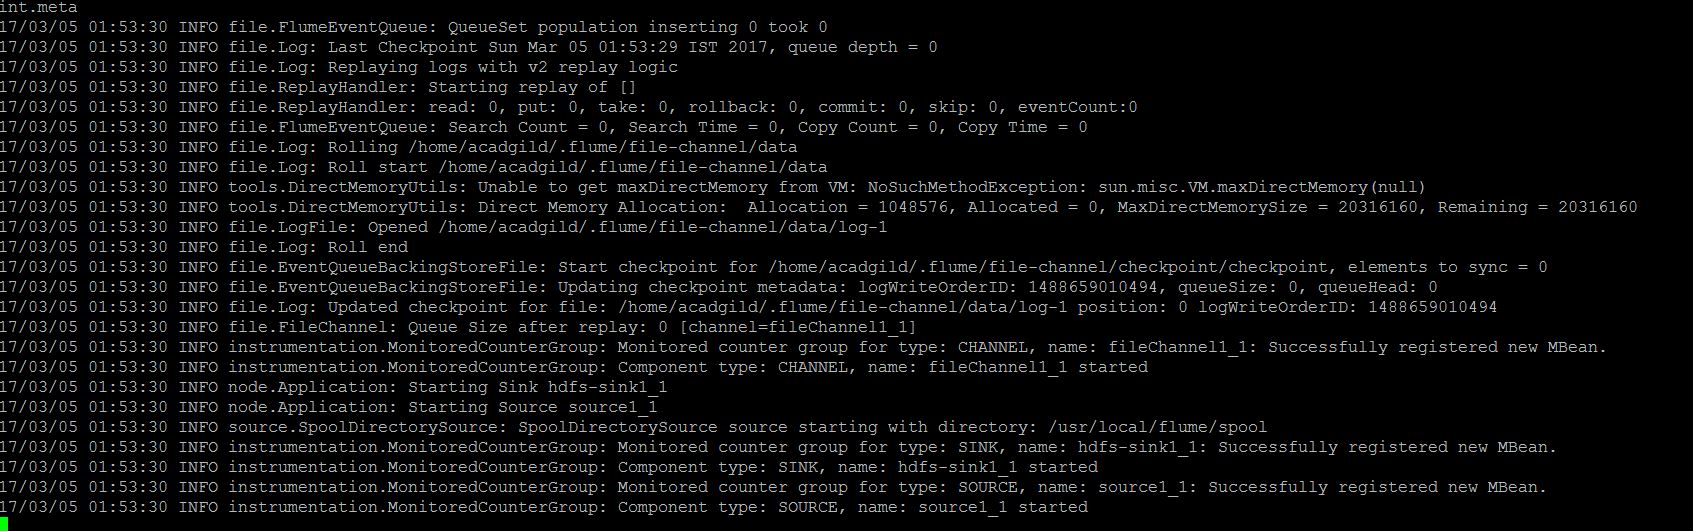 int.meta
17/03/05 01:53:30 INFO file.FlumeEventQueue: QueueSet population inserting 0 took 0
17/03/05 01:53:30 INFO file.Log: Last Checkpoint Sun Mar 05 01:53:29 IST 2017, queue depth = 0
17/03/05 01:53:30 INFO file.Log: Replaying logs with v2 replay logic
17/03/05 01:53:30 INFO file.ReplayHandler: Starting replay of []
17/03/05 01:53:30 INFO file.ReplayHandler: read: 0, put: 0, take: 0, rollback: 0, commit: 0, skip: 0, eventCount:0
17/03/05 01:53:30 INFO file.FlumeEventQueue: Search Count = 0, Search Time = 0, Copy Count = 0, Copy Time = 0
17/03/05 01:53:30 INFO file.Log: Rolling /home/acadgild/.flume/file-channel/data
17/03/05 01:53:30 INFO file.Log: Roll start /home/acadgild/.flume/file-channel/data
17/03/05 01:53:30 INFO tools.DirectMemoryUtils: Unable to get maxDirectMemory from VM: NoSuchMethodException: sun.misc.VM.maxDirectMemory(null)
17/03/05 01:53:30 INFO tools.DirectMemoryUtils: Direct Memory Allocation:  Allocation = 1048576, Allocated = 0, MaxDirectMemorySize = 20316160, Remaining = 20316160
17/03/05 01:53:30 INFO file.LogFile: Opened /home/acadgild/.flume/file-channel/data/log-1
17/03/05 01:53:30 INFO file.Log: Roll end
17/03/05 01:53:30 INFO file.EventQueueBackingStoreFile: Start checkpoint for /home/acadgild/.flume/file-channel/checkpoint/checkpoint, elements to sync = 0
17/03/05 01:53:30 INFO file.EventQueueBackingStoreFile: Updating checkpoint metadata: logWriteOrderID: 1488659010494, queueSize: 0, queueHead: 0
17/03/05 01:53:30 INFO file.Log: Updated checkpoint for file: /home/acadgild/.flume/file-channel/data/log-1 position: 0 logWriteOrderID: 1488659010494
17/03/05 01:53:30 INFO file.FileChannel: Queue Size after replay: 0 [channel=fileChannel1_1]
17/03/05 01:53:30 INFO instrumentation.MonitoredCounterGroup: Monitored counter group for type: CHANNEL, name: fileChannel1_1: Successfully registered new MBean.
17/03/05 01:53:30 INFO instrumentation.MonitoredCounterGroup: Component type: CHANNEL, name: fileChannel1_1 started
17/03/05 01:53:30 INFO node.Application: Starting Sink hdfs-sink1_1
17/03/05 01:53:30 INFO node.Application: Starting Source source1_1
17/03/05 01:53:30 INFO source.SpoolDirectorySource: SpoolDirectorySource source starting with directory: /usr/local/flume/spool
17/03/05 01:53:30 INFO instrumentation.MonitoredCounterGroup: Monitored counter group for type: SINK, name: hdfs-sink1_1: Successfully registered new MBean.
17/03/05 01:53:30 INFO instrumentation.MonitoredCounterGroup: Component type: SINK, name: hdfs-sink1_1 started
17/03/05 01:53:30 INFO instrumentation.MonitoredCounterGroup: Monitored counter group for type: SOURCE, name: source1_1: Successfully registered new MBean.
17/03/05 01:53:30 INFO instrumentation.MonitoredCounterGroup: Component type: SOURCE, name: source1_1 started